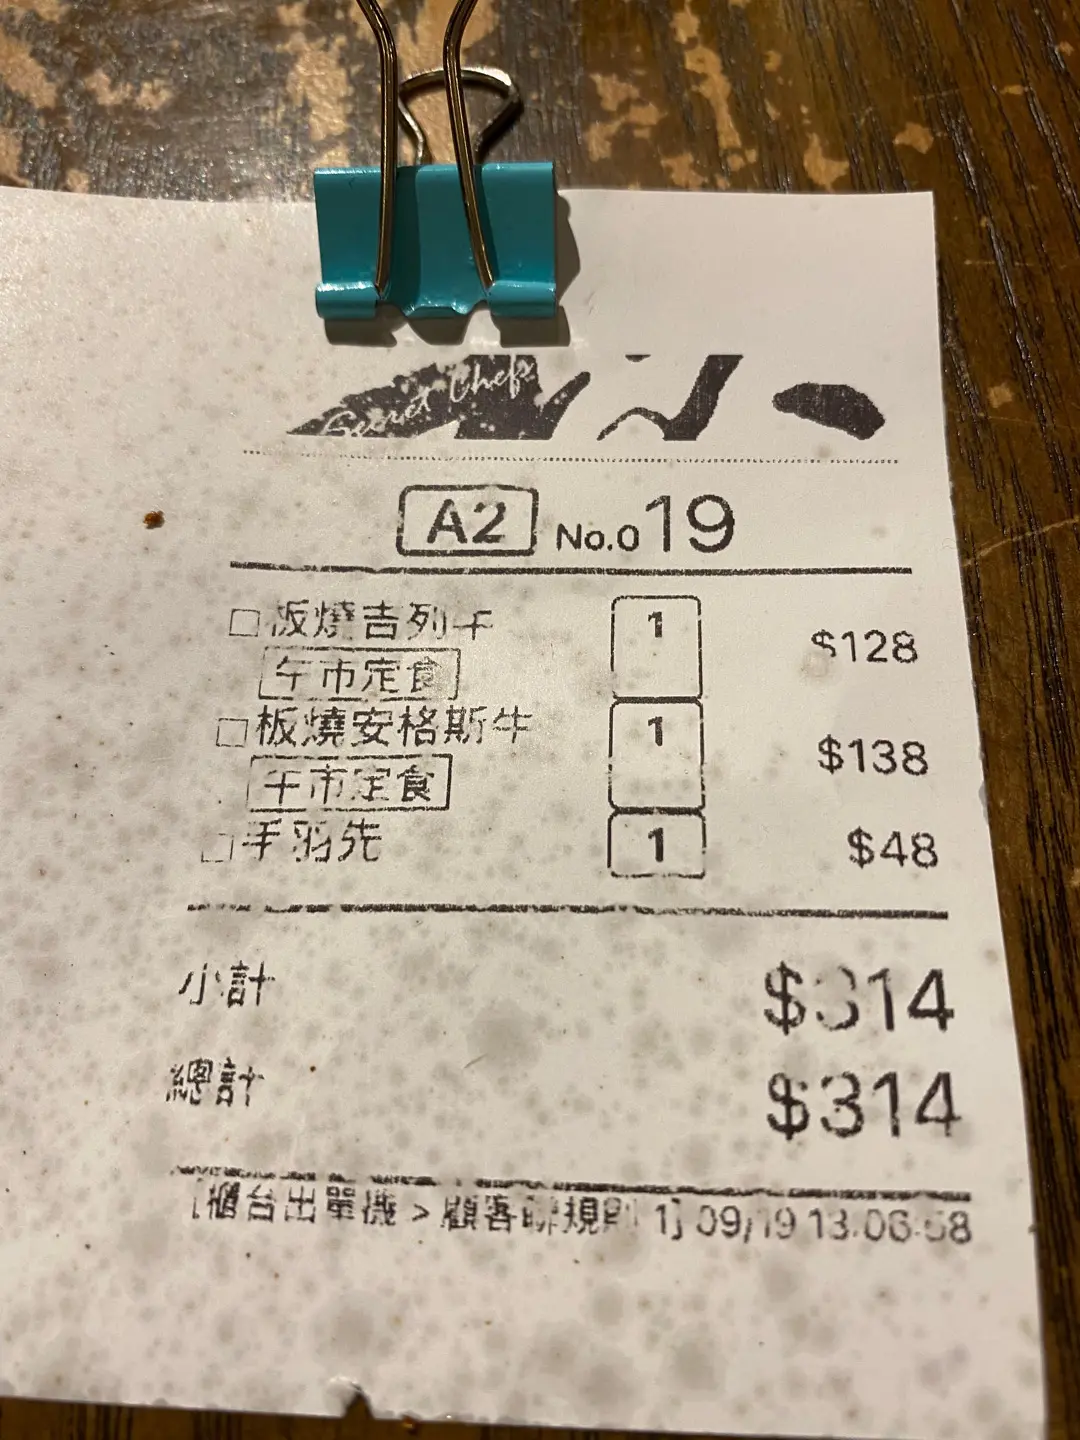 Secret Chefs
A2 No.019
板燒吉列牛 1 $128
午市定食
板燒安格斯牛 1 $138
午市定食
手羽先 1 $48
小計 $314
總計 $314
[櫃台出單機 > 顧客聯規則 1] 09/19 13:06:58